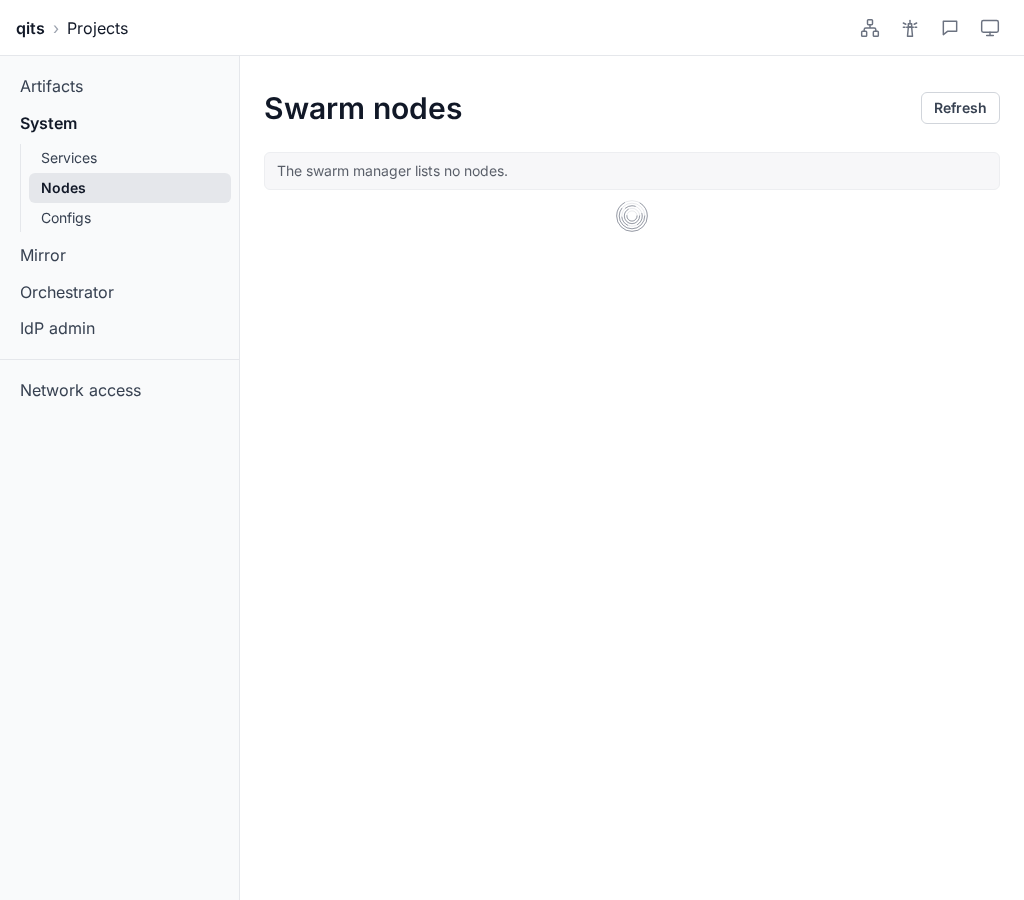 qits › Projects
Artifacts
System
Services
Nodes
Configs
Mirror
Orchestrator
IdP admin
Network access
Swarm nodes
Refresh
The swarm manager lists no nodes.